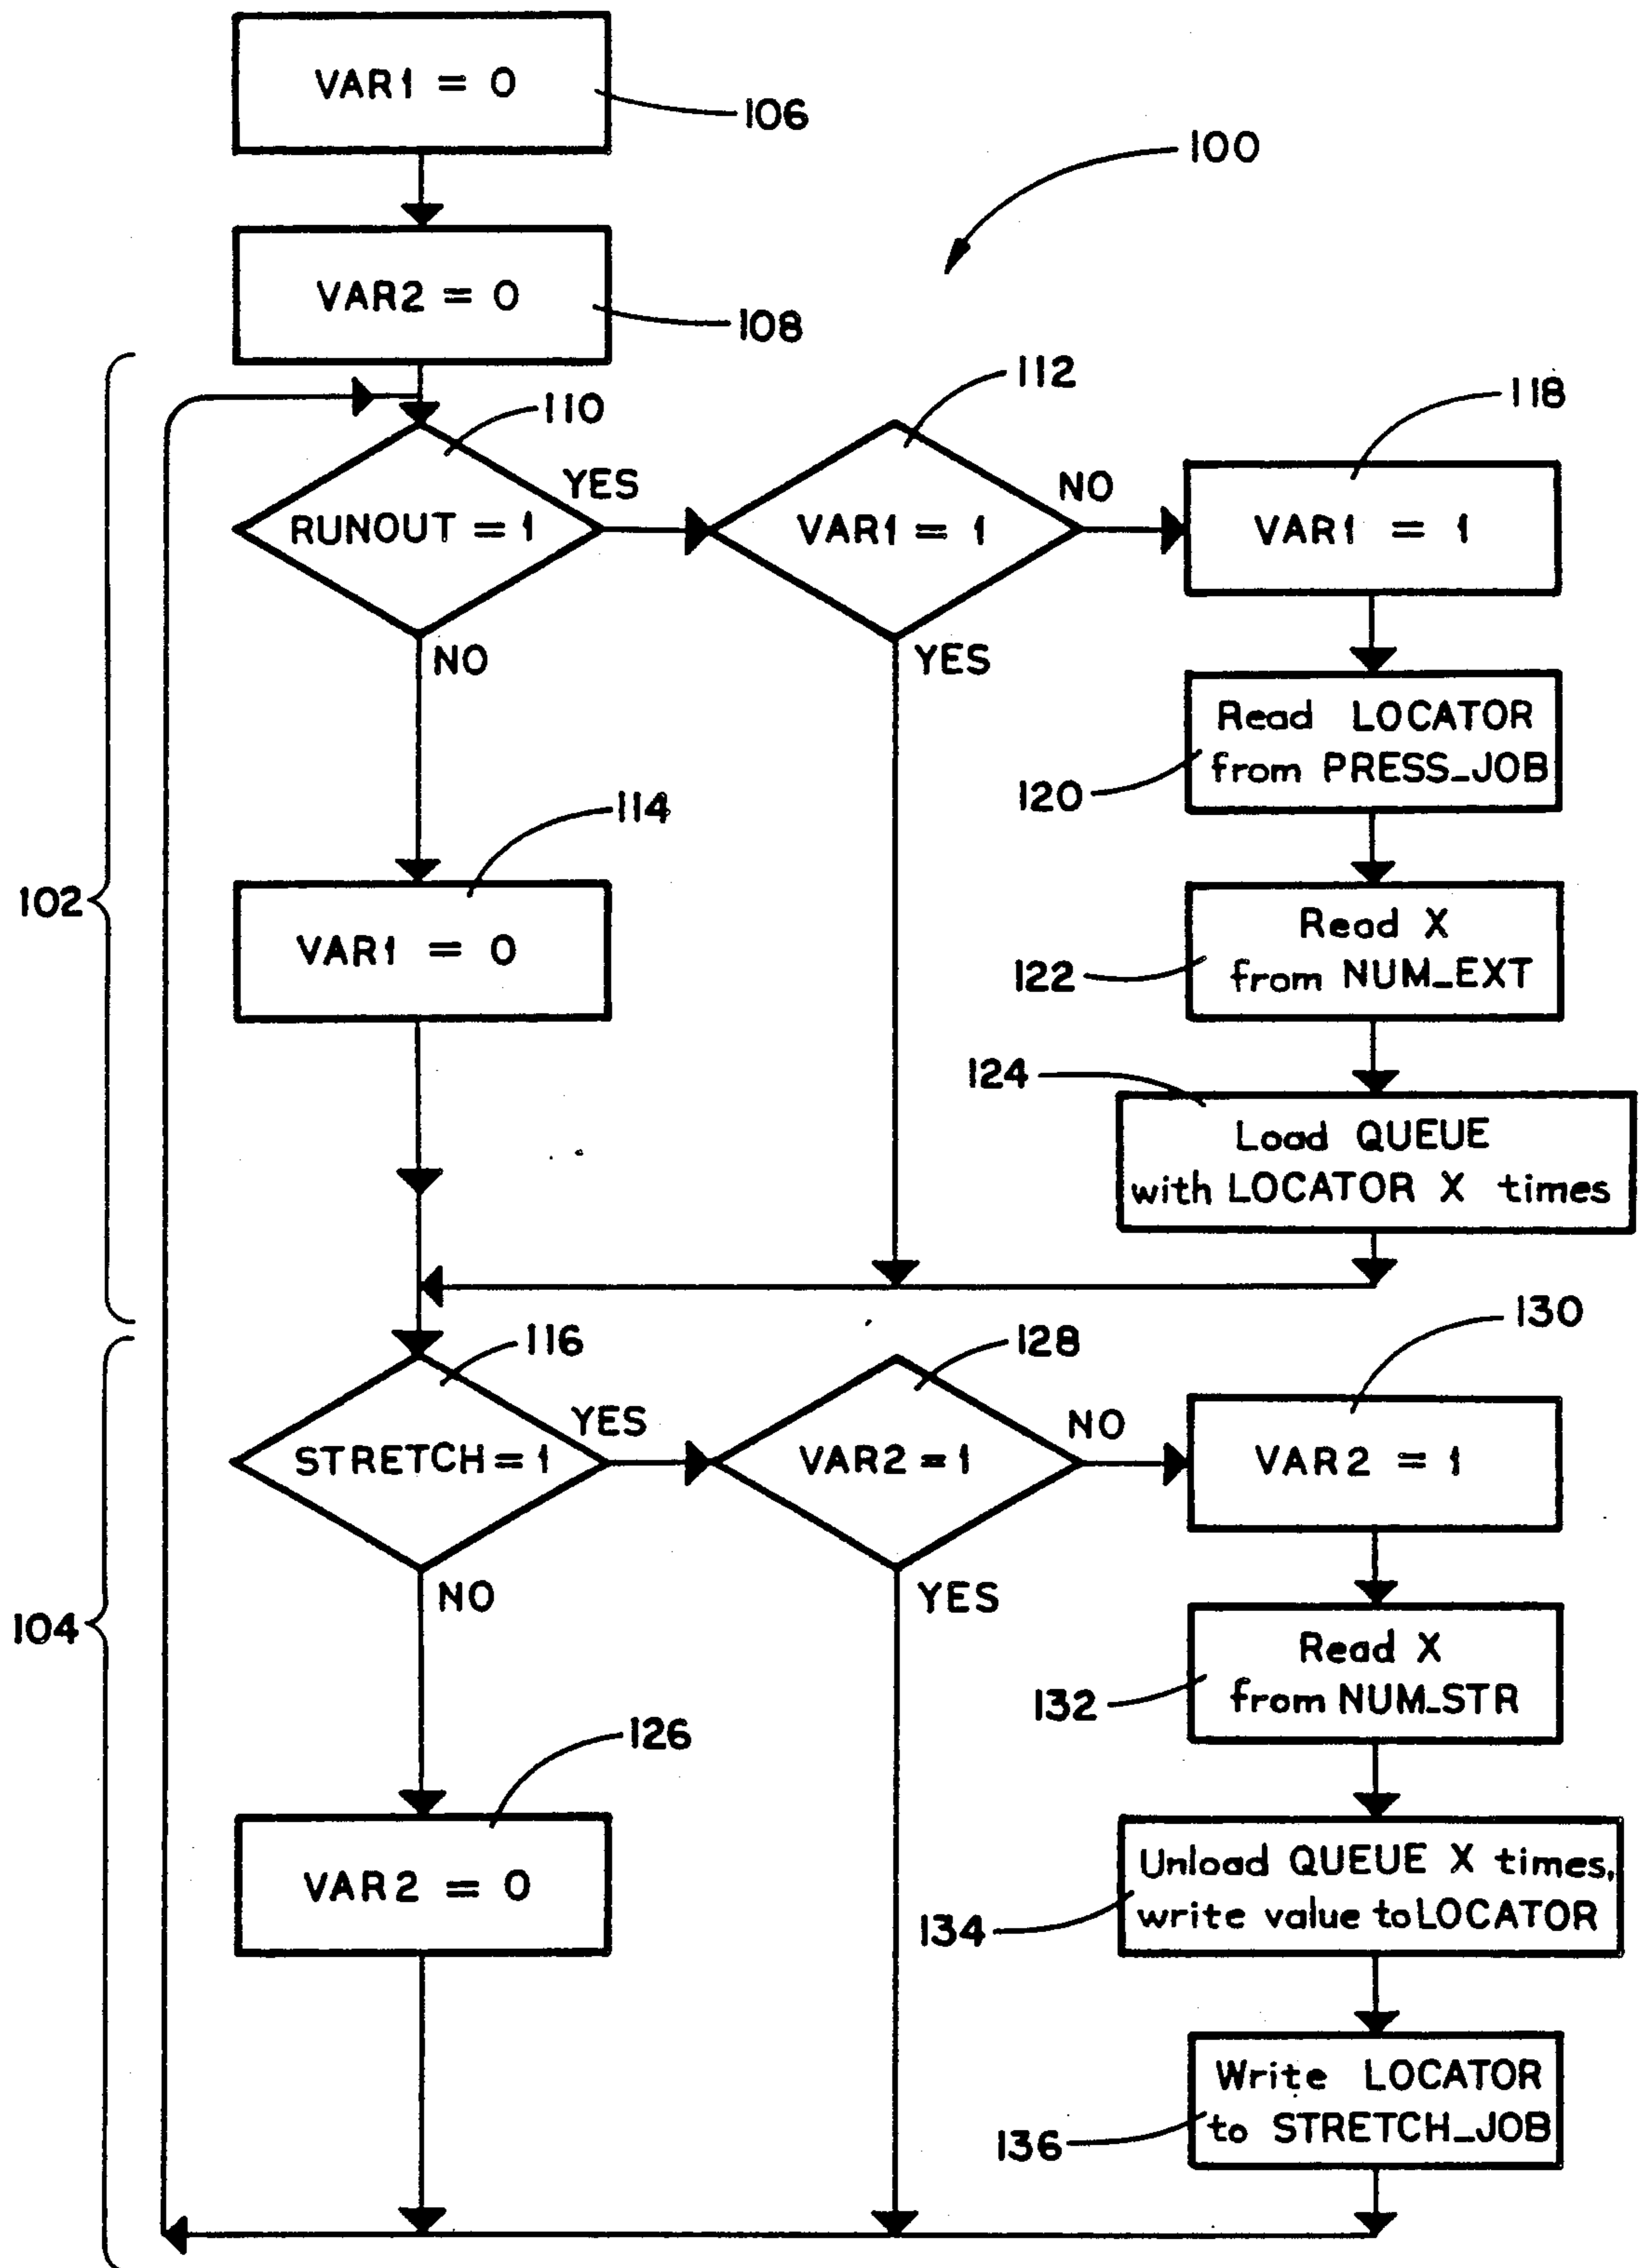 VAR1 = 0
106
100
VAR2 = 0
108
112
118
110
YES
NO
RUNOUT = 1
VAR1 = 1
VAR1 = 1
NO
YES
Read LOCATOR
from PRESS_JOB
120
114
102
VAR1 = 0
Read X
from NUM_EXT
122
124
Load QUEUE
with LOCATOR X times
116
128
130
YES
NO
STRETCH = 1
VAR2 = 1
VAR2 = 1
NO
YES
104
Read X
from NUM_STR
132
126
VAR2 = 0
Unload QUEUE X times,
write value to LOCATOR
134
Write LOCATOR
to STRETCH_JOB
136